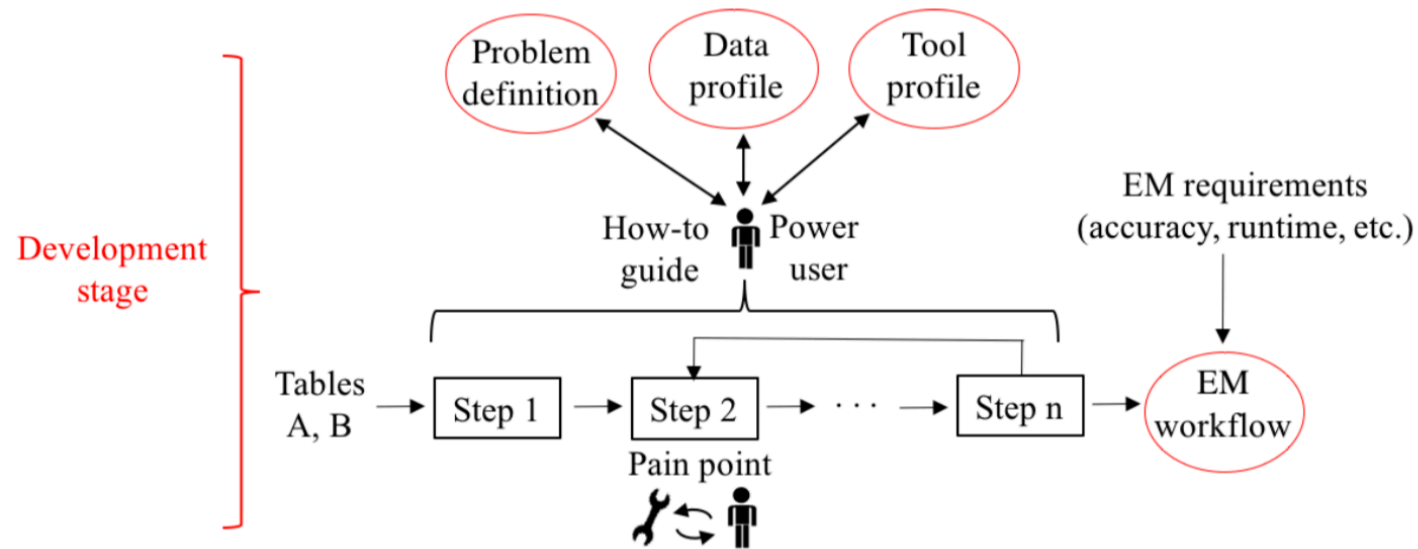 Problem
definition
Data
profile
Tool
profile
EM requirements
(accuracy, runtime, etc.)
How-to
guide
Power
user
Development
stage
Tables
A, B
Step 1
Step 2
. . .
Step n
EM
workflow
Pain point